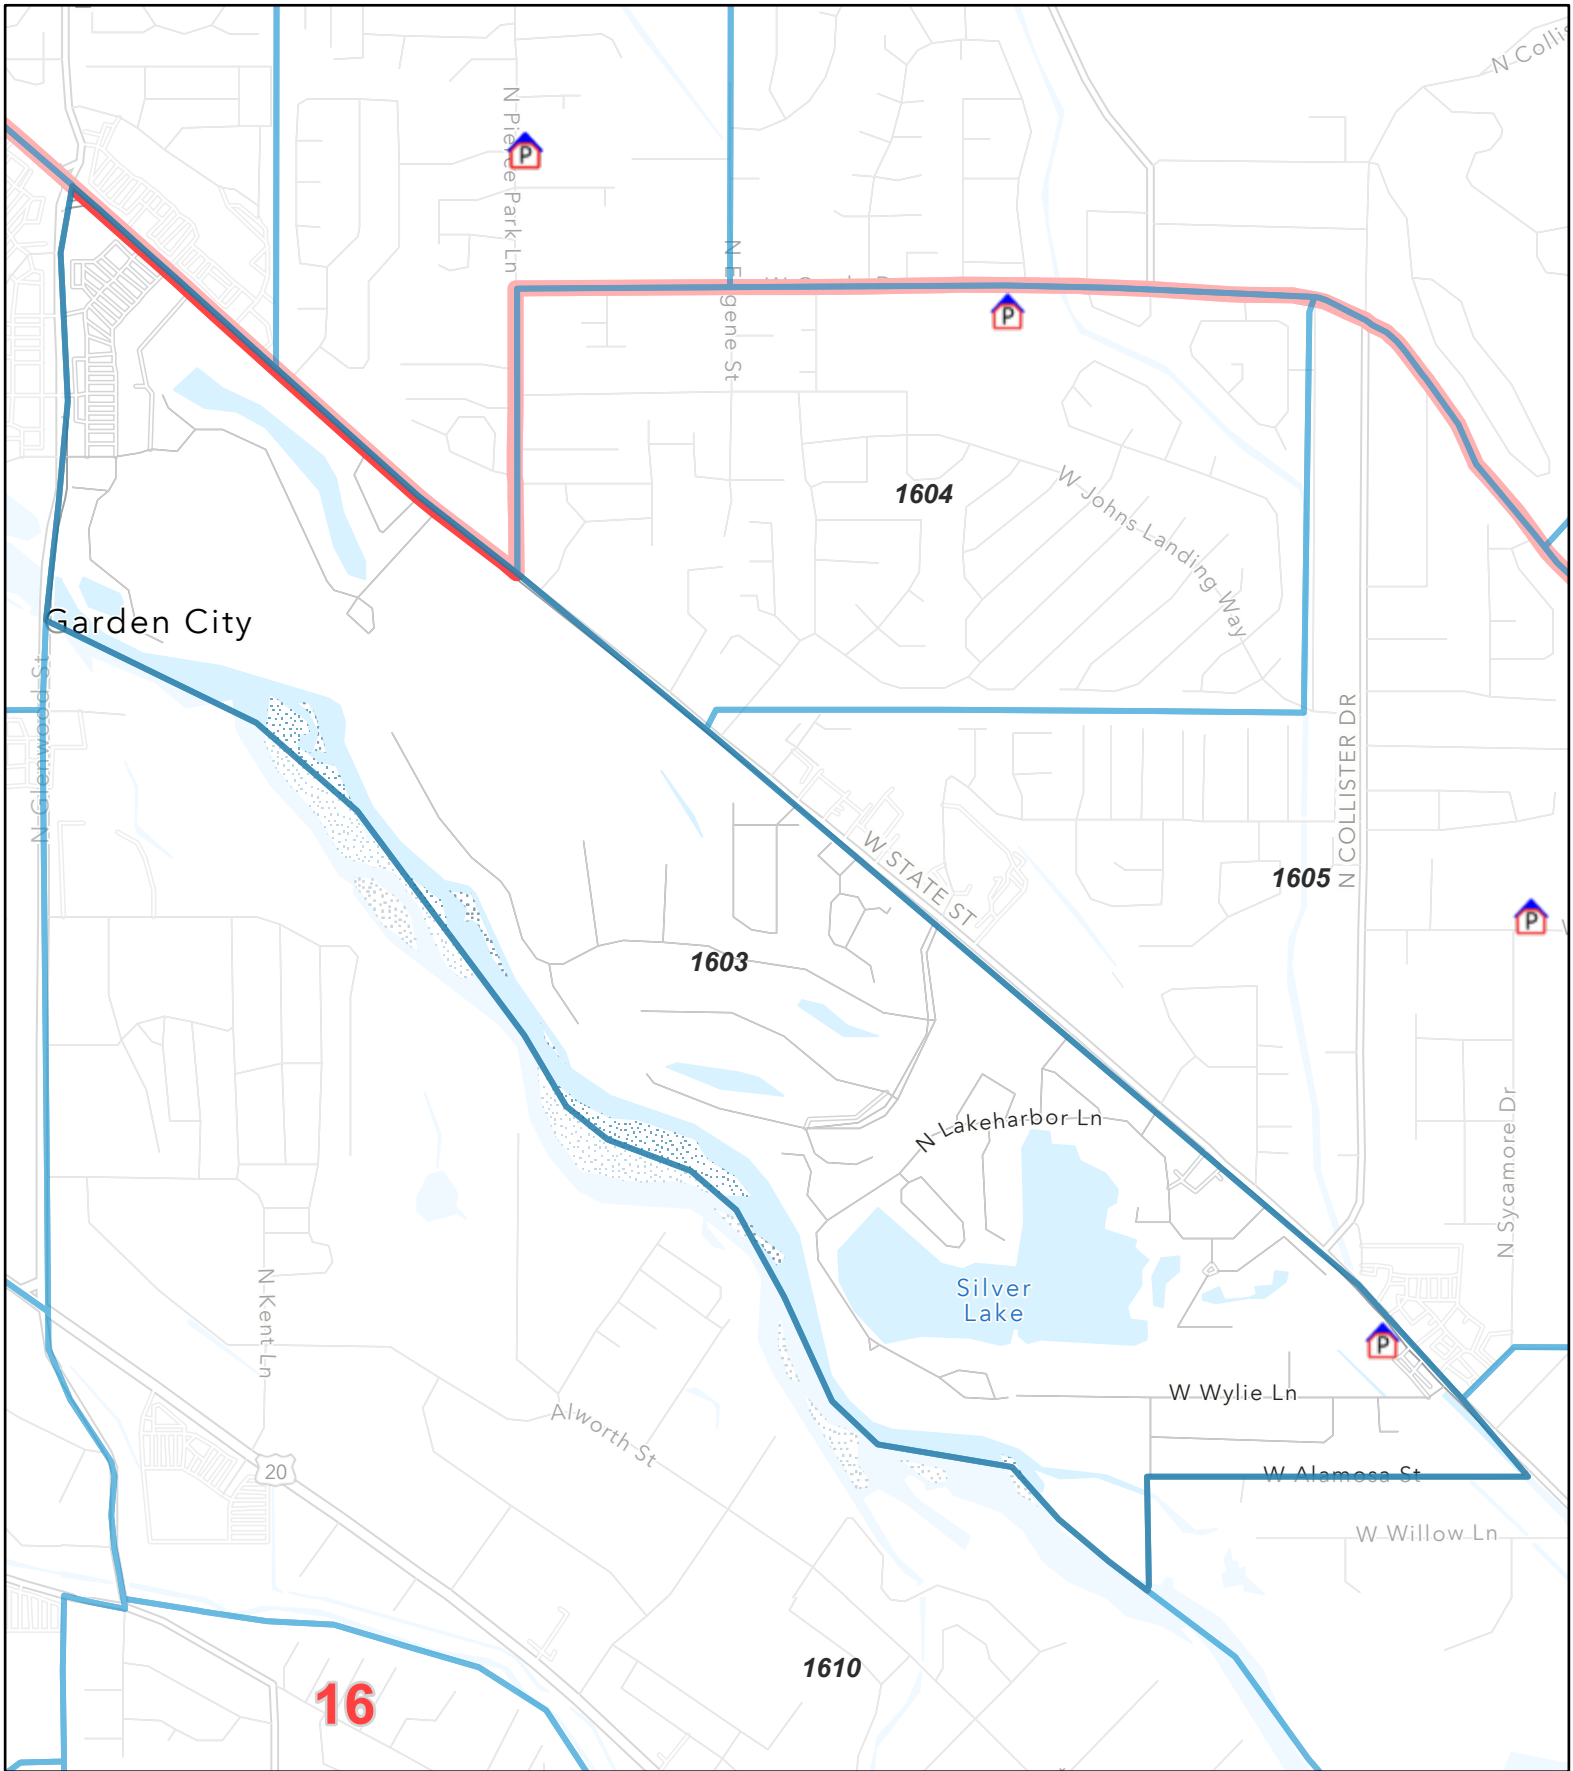 N Collis
N Pierce Park Ln
P
N Eugene St
P
1604
W Johns Landing Way
Garden City
N Glenwood St
N COLLISTER DR
W STATE ST
1605
P
1603
N Lakeharbor Ln
N Sycamore Dr
Silver
Lake
N Kent Ln
P
W Wylie Ln
Alworth St
20
W Alamosa St
W Willow Ln
1610
16